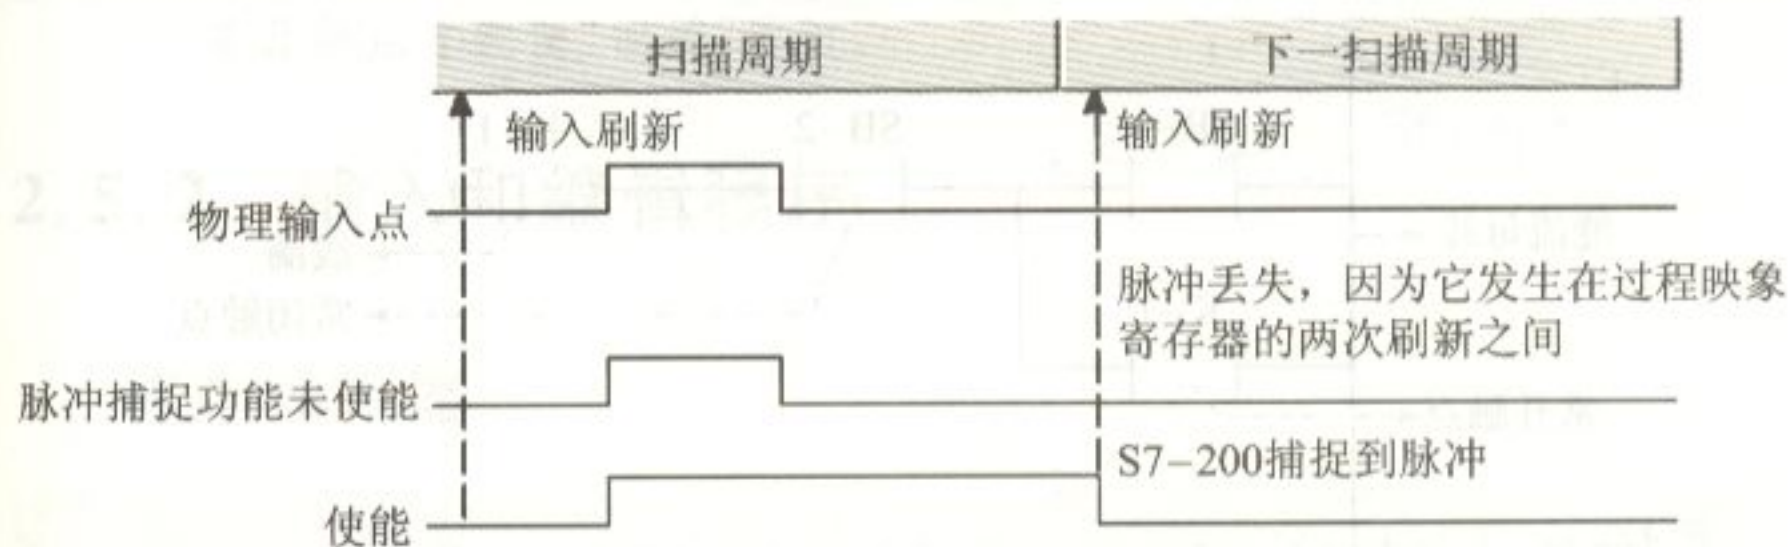 扫描周期
下一扫描周期
输入刷新
输入刷新
物理输入点
脉冲丢失，因为它发生在过程映象
寄存器的两次刷新之间
脉冲捕捉功能未使能
S7-200捕捉到脉冲
使能